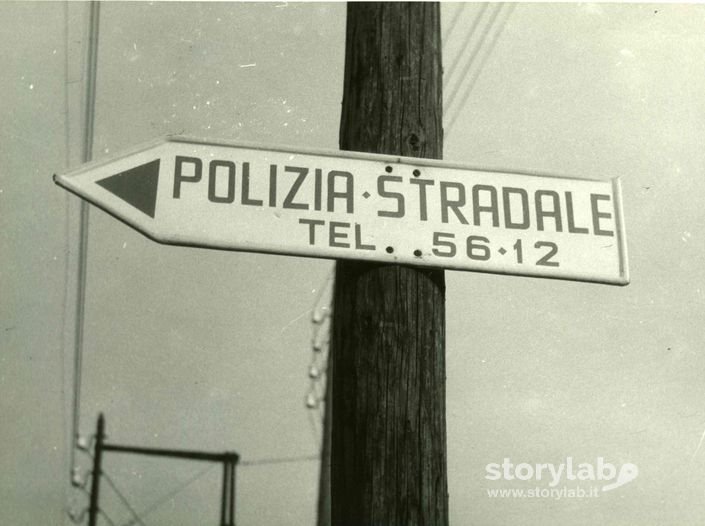 POLIZIA·STRADALE
TEL. 56·12
storylab
www.storylab.it